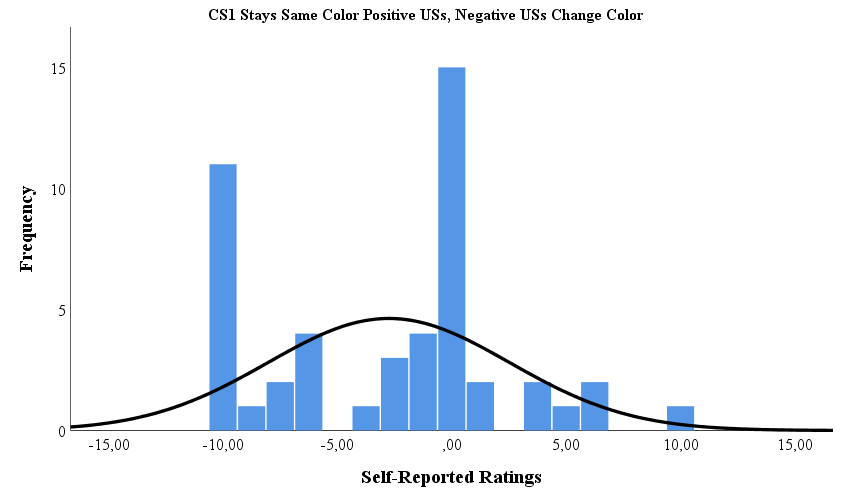 CS1 Stays Same Color Positive USs, Negative USs Change Color
15
10
5
0
Frequency
-15,00 -10,00 -5,00 ,00 5,00 10,00 15,00
Self-Reported Ratings